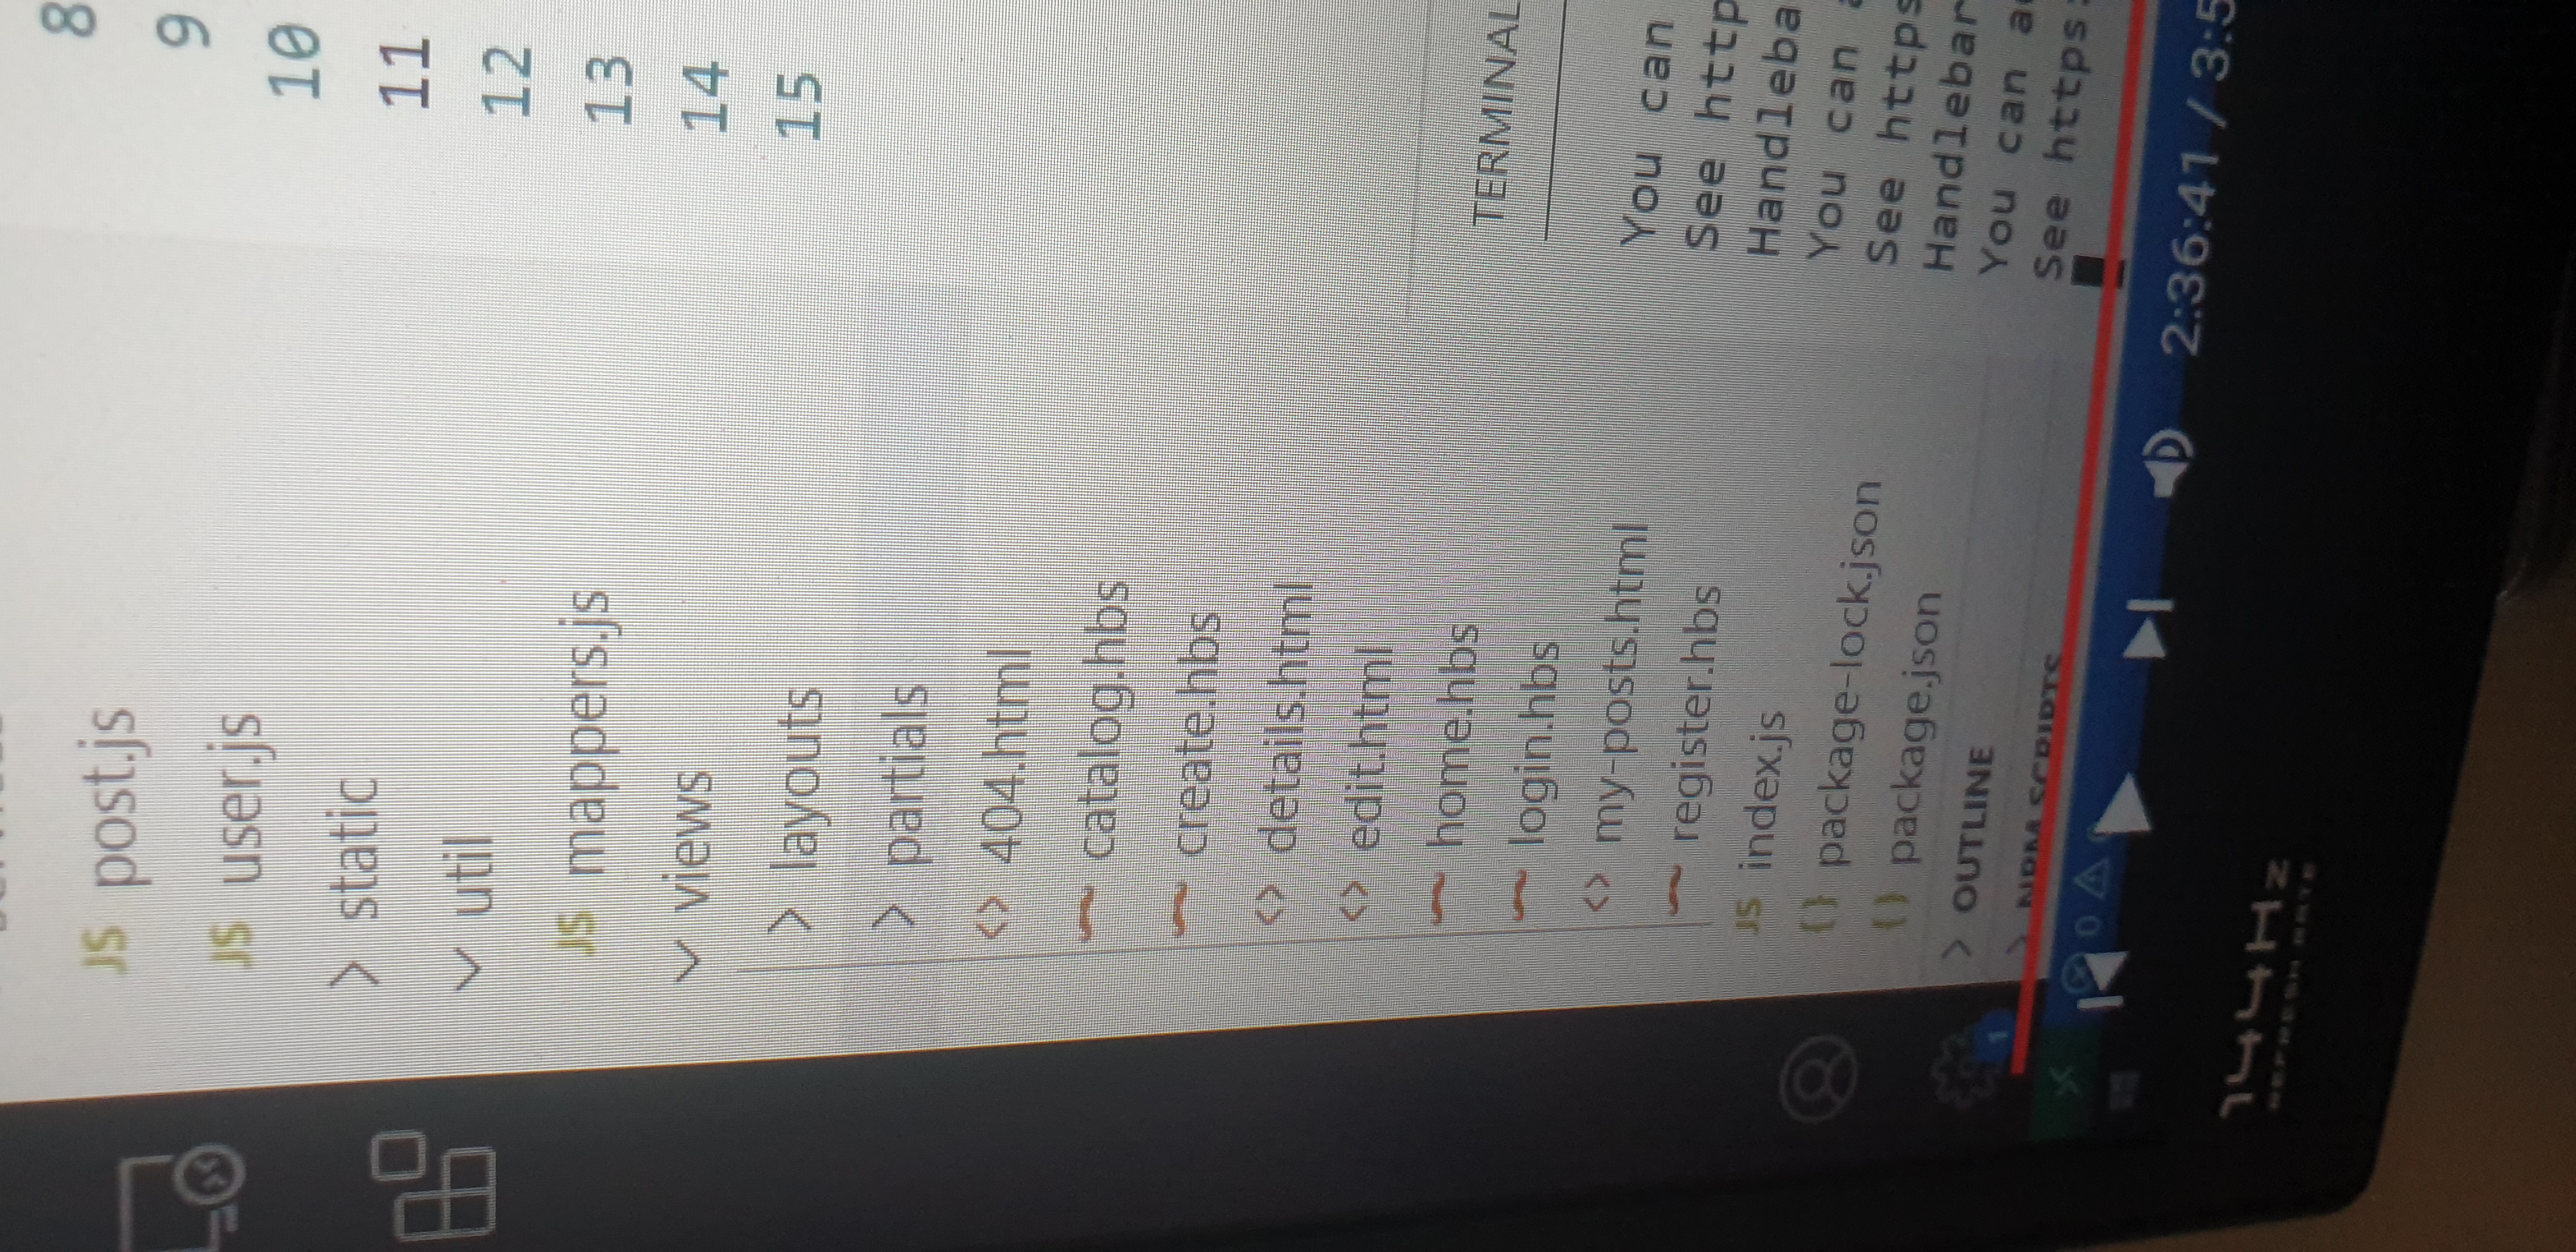 JS post.js
JS user.js
static
util
JS mappers.js
views
layouts
partials
<> 404.html
catalog.hbs
create.hbs
<> details.html
<> edit.html
home.hbs
login.hbs
<> my-posts.html
register.hbs
JS index.js
{} package-lock.json
{} package.json
OUTLINE
NPM SCRIPTS
8
9
10
11
12
13
14
15
TERMINAL
You can
See http
Handleba
You can a
See https
Handlebar
You can a
See https:
1
0
2:36:41 / 3:5
144Hz
REFRESH RATE